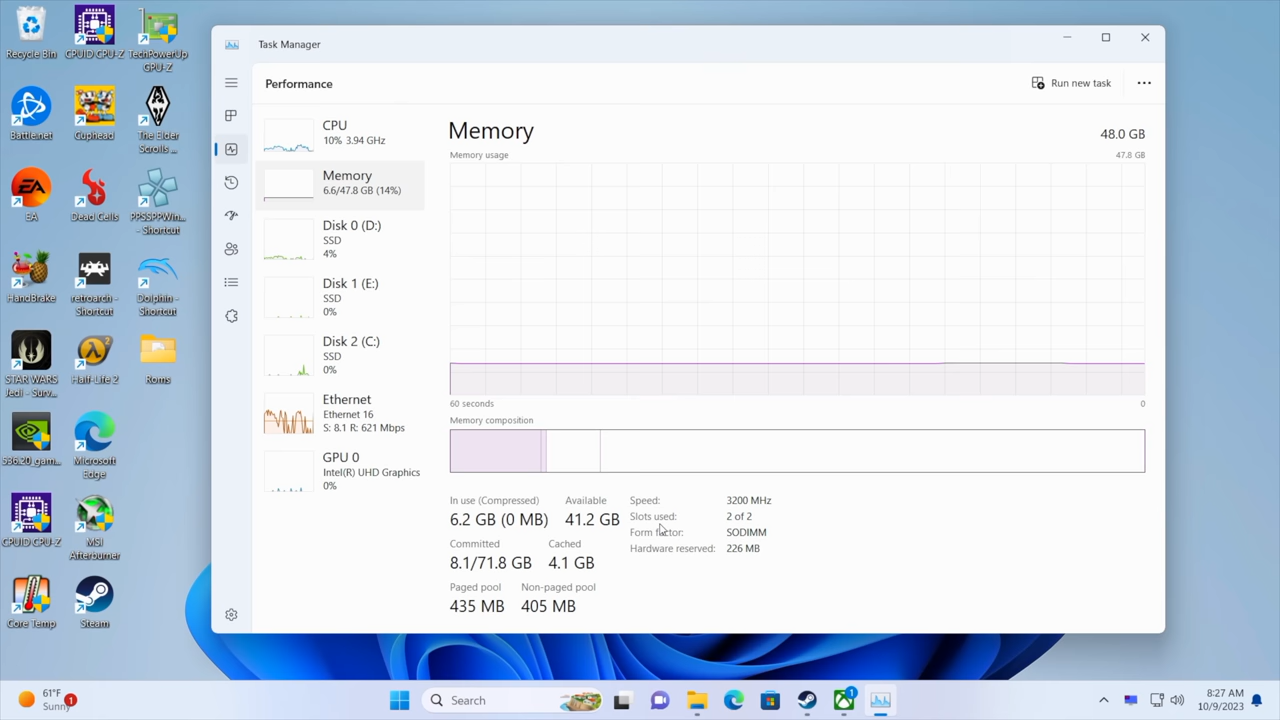 Recycle Bin
CPUID CPU-Z
TechPowerUp GPU-Z
Battle.net
Cuphead
The Elder Scrolls ...
EA
Dead Cells
PPSSPPWin... - Shortcut
HandBrake
retroarch - Shortcut
Dolphin - Shortcut
STAR WARS Jedi - Surv...
Half-Life 2
Roms
536.20_gam...
Microsoft Edge
CPUID CPU-Z
MSI Afterburner
Core Temp
Steam
Task Manager
Performance
Run new task
CPU
10% 3.94 GHz
Memory
6.6/47.8 GB (14%)
Disk 0 (D:)
SSD
4%
Disk 1 (E:)
SSD
0%
Disk 2 (C:)
SSD
0%
Ethernet
Ethernet 16
S: 8.1 R: 621 Mbps
GPU 0
Intel(R) UHD Graphics
0%
Memory
48.0 GB
Memory usage
47.8 GB
60 seconds
0
Memory composition
In use (Compressed)
6.2 GB (0 MB)
Available
41.2 GB
Committed
8.1/71.8 GB
Cached
4.1 GB
Paged pool
435 MB
Non-paged pool
405 MB
Speed: 3200 MHz
Slots used: 2 of 2
Form factor: SODIMM
Hardware reserved: 226 MB
61°F
Sunny
1
Search
1
8:27 AM
10/9/2023